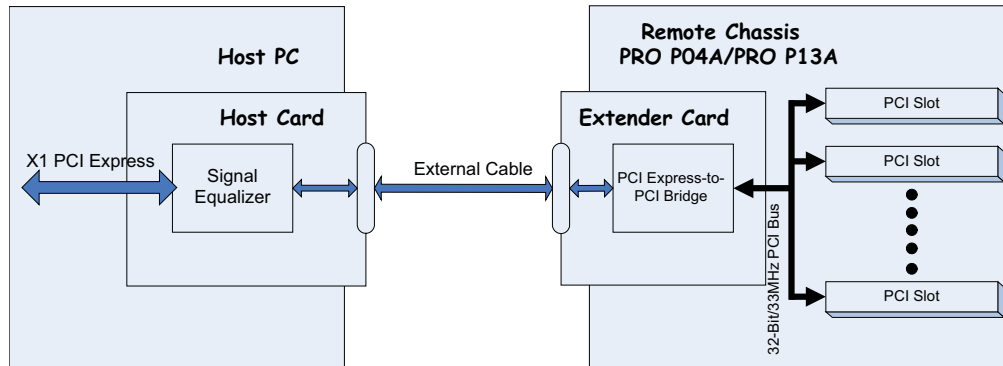 Host PC
Host Card
X1 PCI Express
Signal
Equalizer
External Cable
Remote Chassis
PRO P04A/PRO P13A
Extender Card
PCI Express-to-
PCI Bridge
32-Bit/33MHz PCI Bus
PCI Slot
PCI Slot
PCI Slot